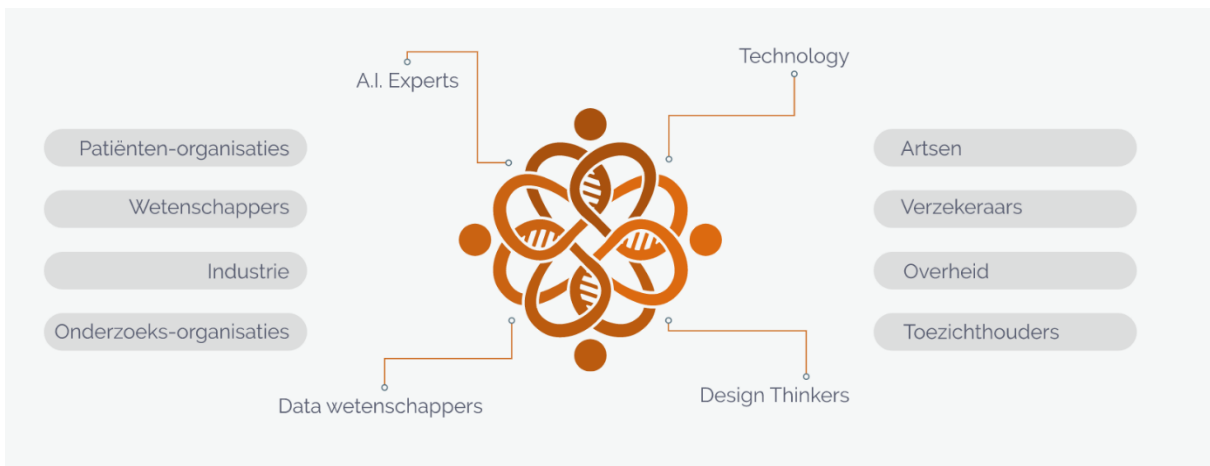 Technology
A.I. Experts
Patiënten-organisaties
Artsen
Wetenschappers
Verzekeraars
Industrie
Overheid
Onderzoeks-organisaties
Toezichthouders
Data wetenschappers
Design Thinkers